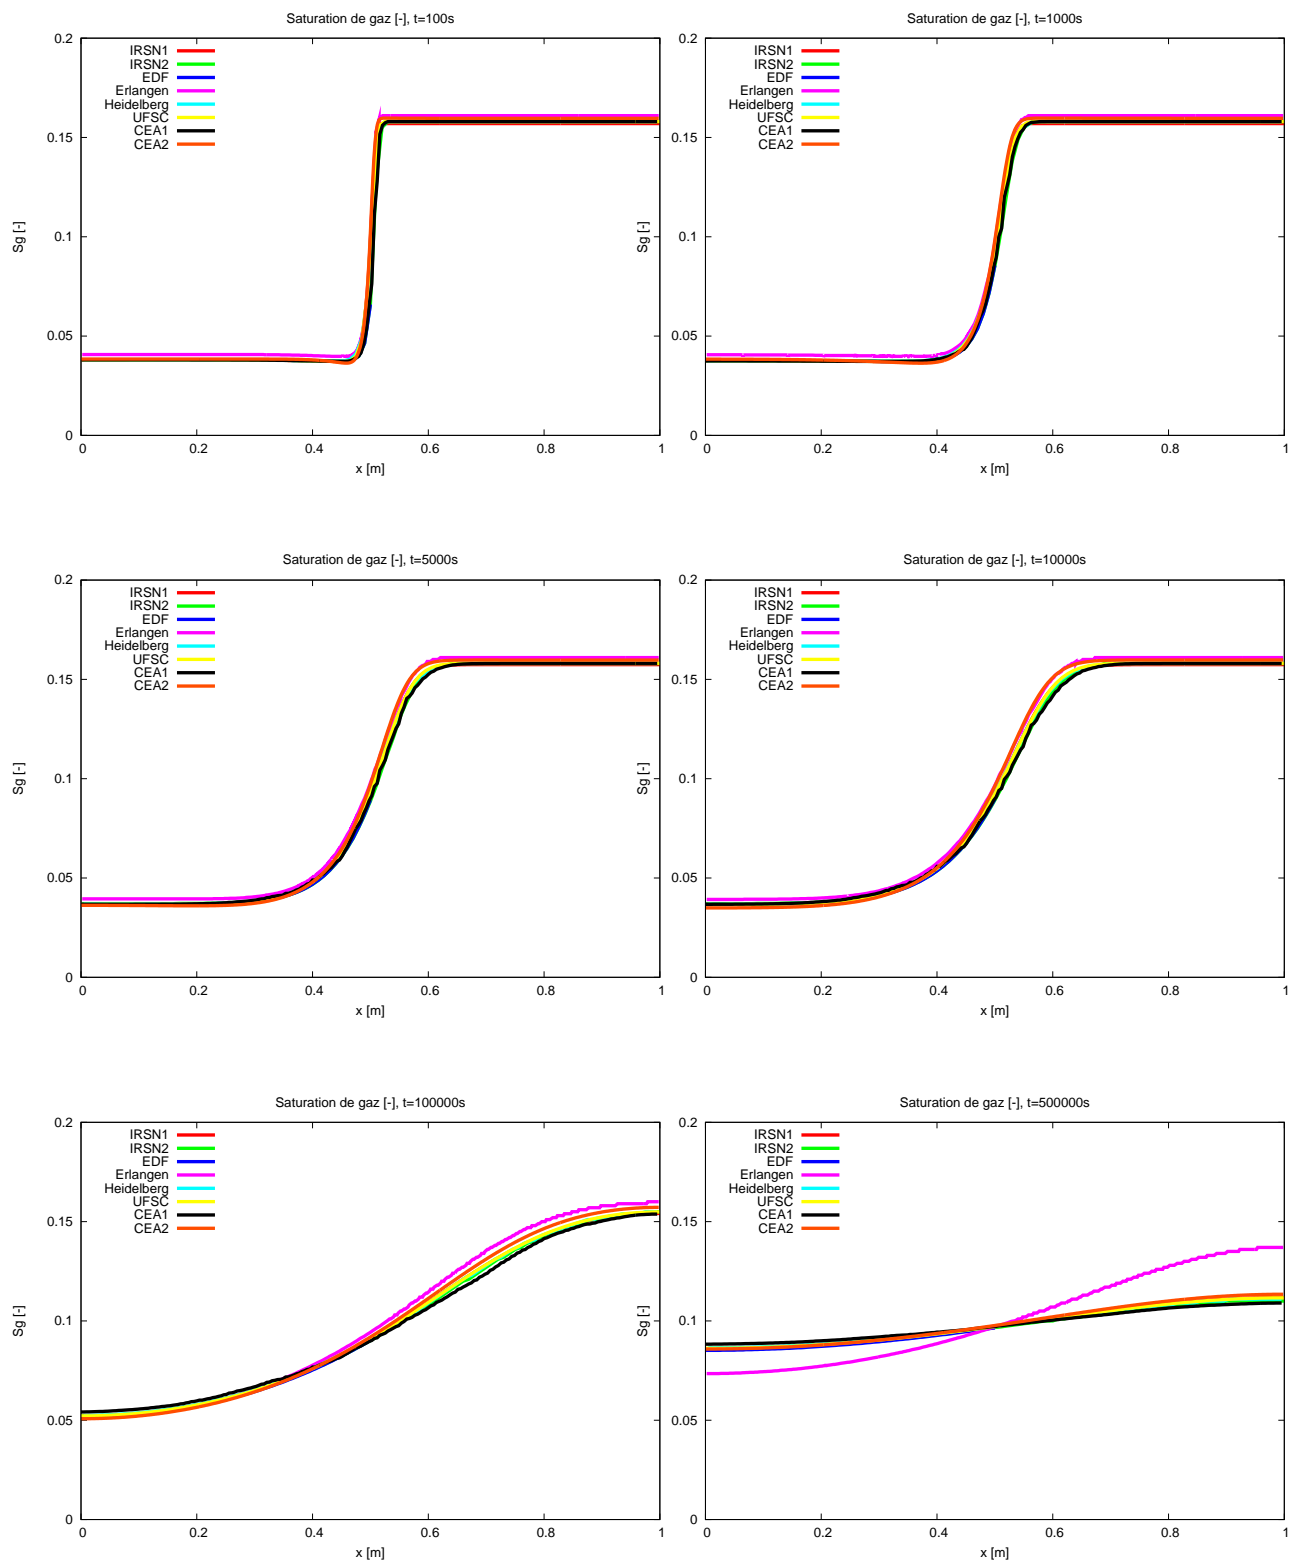 Saturation de gaz [-], t=100s
0.2
IRSN1
IRSN2
EDF
Erlangen
Heidelberg
UFSC
CEA1
CEA2
0.15
0.1
0.05
0
Sg [-]
0 0.2 0.4 0.6 0.8 1
x [m]
Saturation de gaz [-], t=1000s
0.2
IRSN1
IRSN2
EDF
Erlangen
Heidelberg
UFSC
CEA1
CEA2
0.15
0.1
0.05
0
Sg [-]
0 0.2 0.4 0.6 0.8 1
x [m]
Saturation de gaz [-], t=5000s
0.2
IRSN1
IRSN2
EDF
Erlangen
Heidelberg
UFSC
CEA1
CEA2
0.15
0.1
0.05
0
Sg [-]
0 0.2 0.4 0.6 0.8 1
x [m]
Saturation de gaz [-], t=10000s
0.2
IRSN1
IRSN2
EDF
Erlangen
Heidelberg
UFSC
CEA1
CEA2
0.15
0.1
0.05
0
Sg [-]
0 0.2 0.4 0.6 0.8 1
x [m]
Saturation de gaz [-], t=100000s
0.2
IRSN1
IRSN2
EDF
Erlangen
Heidelberg
UFSC
CEA1
CEA2
0.15
0.1
0.05
0
Sg [-]
0 0.2 0.4 0.6 0.8 1
x [m]
Saturation de gaz [-], t=500000s
0.2
IRSN1
IRSN2
EDF
Erlangen
Heidelberg
UFSC
CEA1
CEA2
0.15
0.1
0.05
0
Sg [-]
0 0.2 0.4 0.6 0.8 1
x [m]